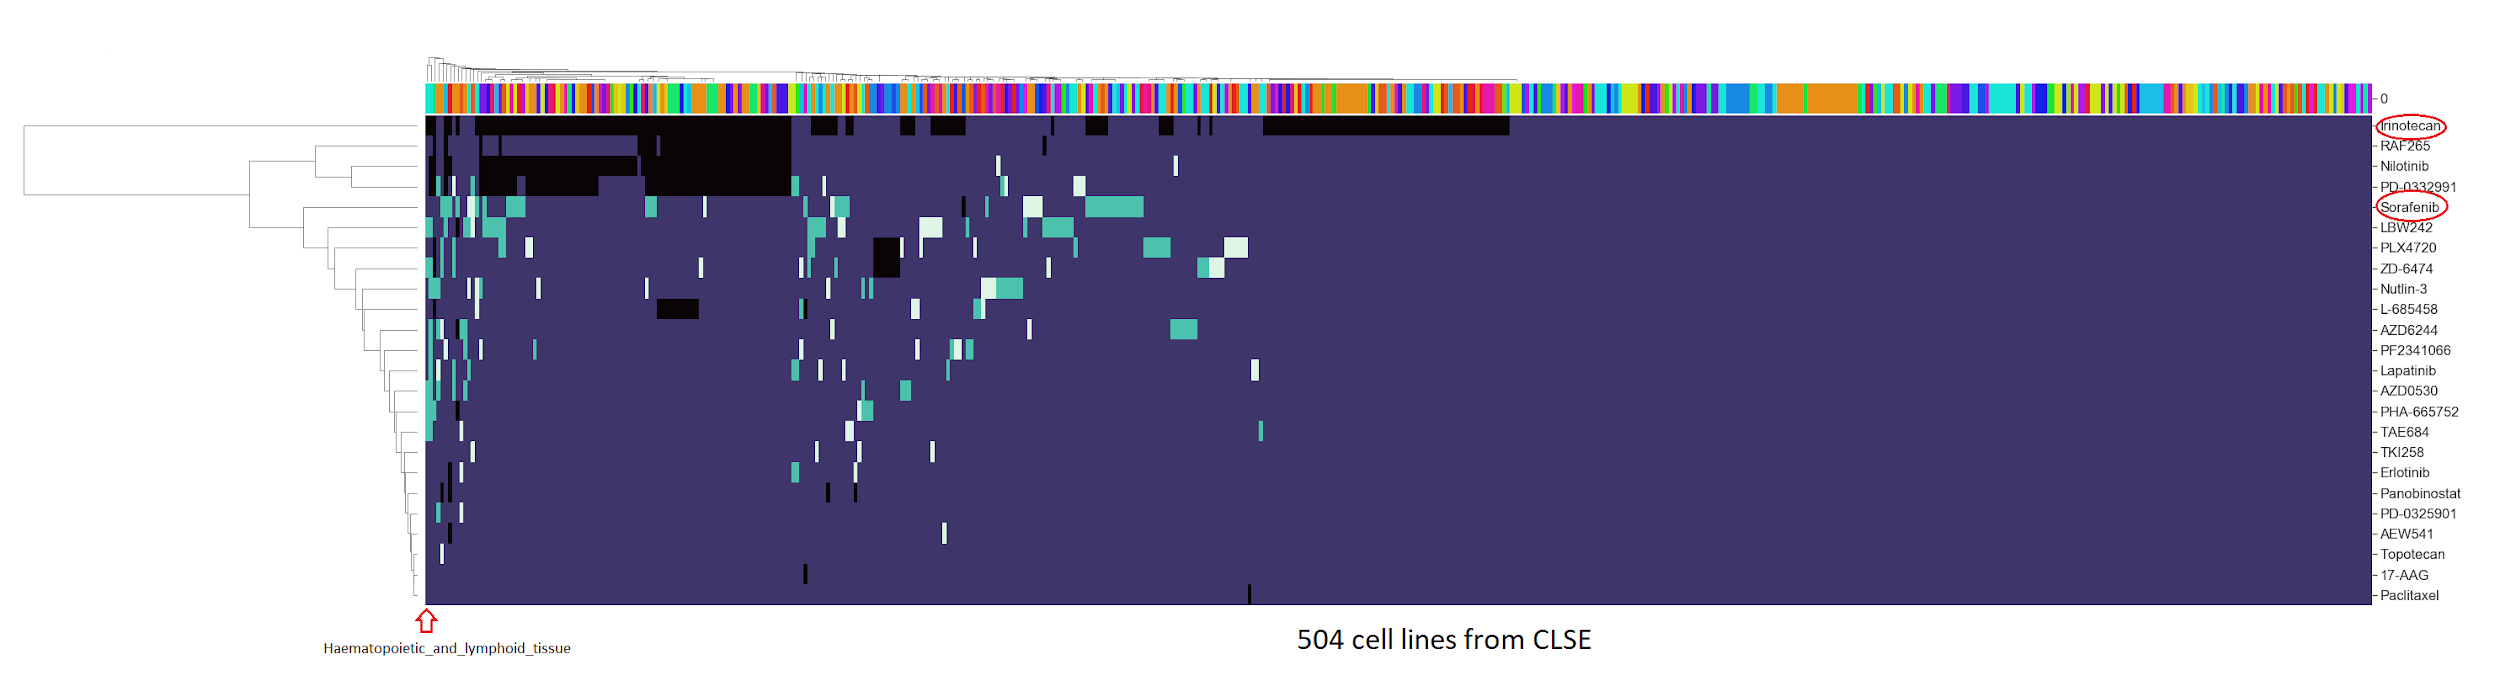 0
Irinotecan
RAF265
Nilotinib
PD-0332991
Sorafenib
LBW242
PLX4720
ZD-6474
Nutlin-3
L-685458
AZD6244
PF2341066
Lapatinib
AZD0530
PHA-665752
TAE684
TKI258
Erlotinib
Panobinostat
PD-0325901
AEW541
Topotecan
17-AAG
Paclitaxel
Haematopoietic_and_lymphoid_tissue
504 cell lines from CLSE